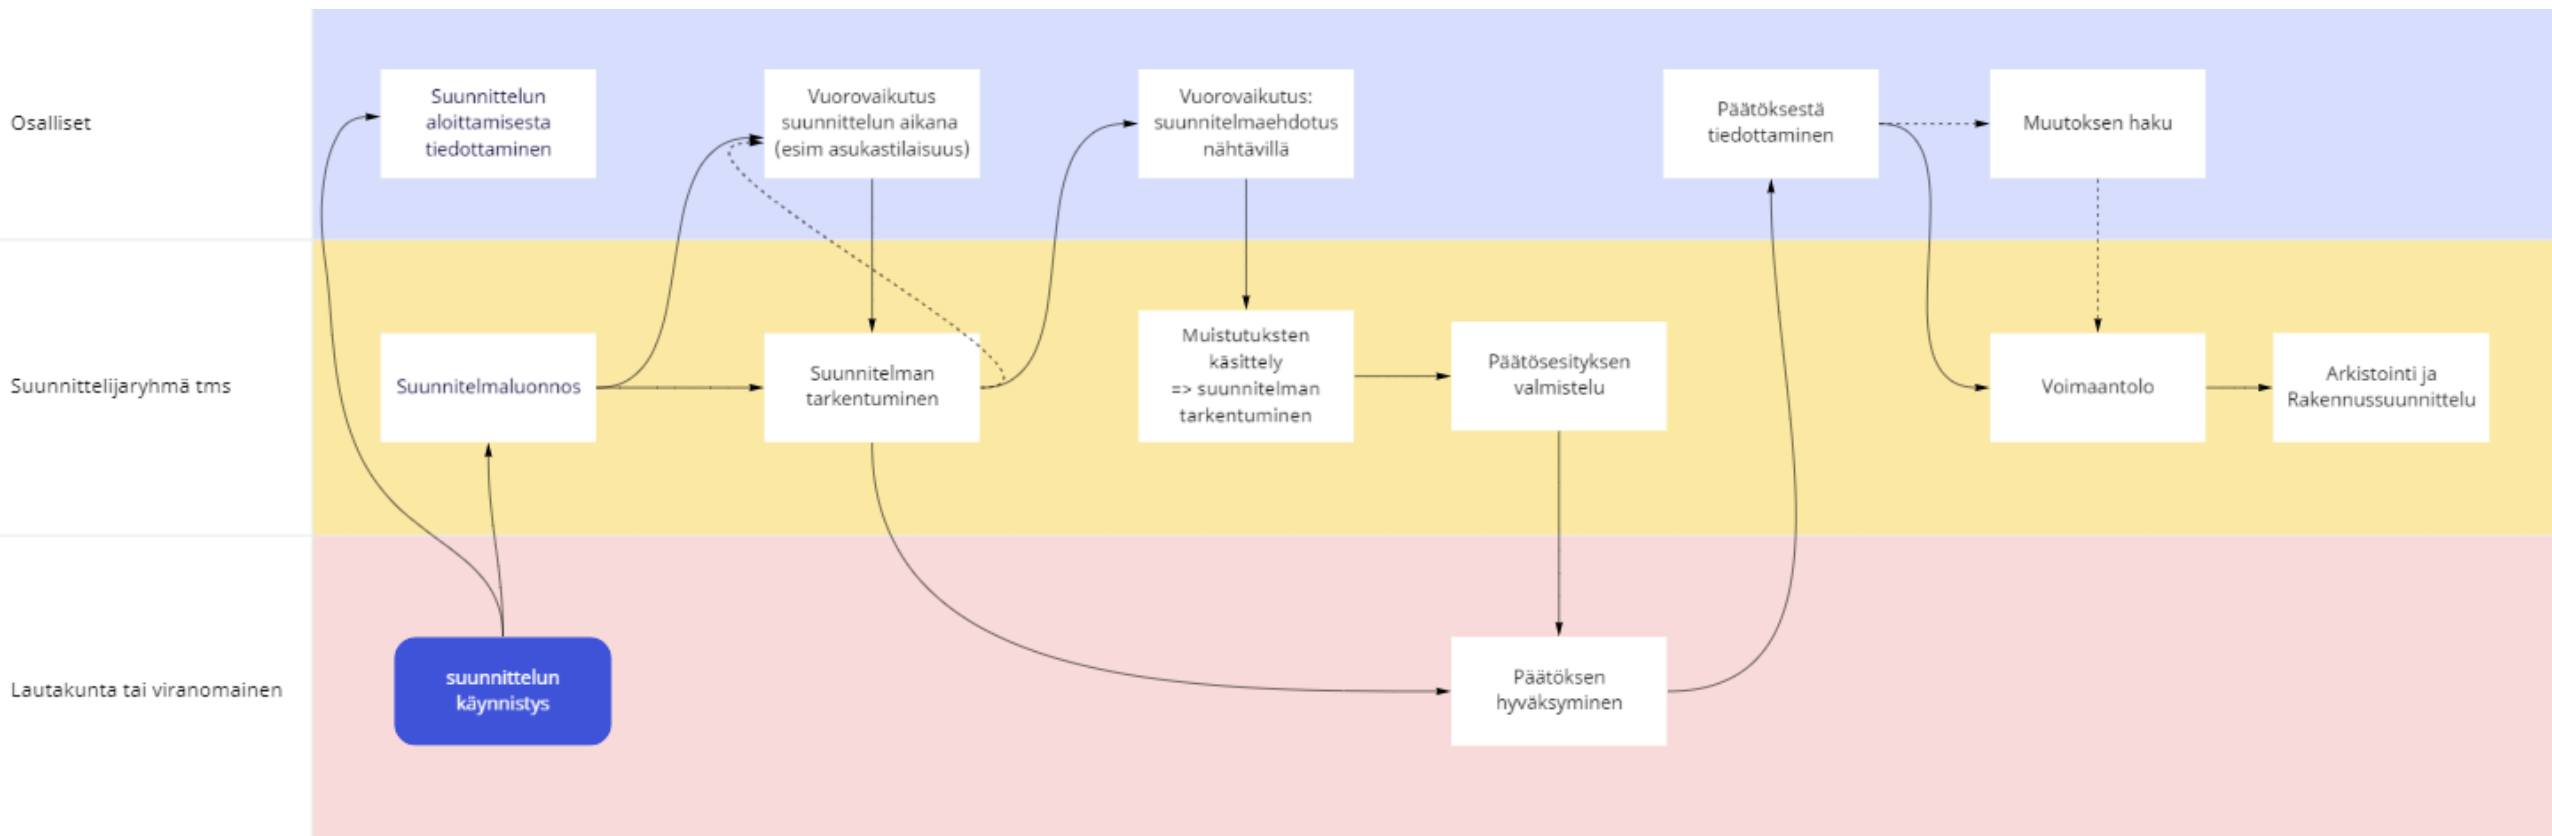 Osalliset
Suunnittelun
aloittamisesta
tiedottaminen
Vuorovaikutus
suunnittelun aikana
(esim asukastilaisuus)
Vuorovaikutus:
suunnitelmaehdotus
nähtävillä
Päätöksestä
tiedottaminen
Muutoksen haku
Suunnittelijaryhmä tms
Suunnitelmaluonnos
Suunnitelman
tarkentuminen
Muistutuksten
käsittely
=> suunnitelman
tarkentuminen
Päätösesityksen
valmistelu
Voimaantolo
Arkistointi ja
Rakennussuunnittelu
Lautakunta tai viranomainen
suunnittelun
käynnistys
Päätöksen
hyväksyminen